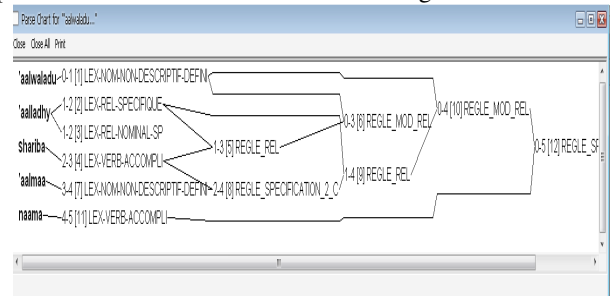 Parse Chart for "aalwaladu..."
Close Close All Print
'aalwaladu 0-1 [1] LEX-NOM-NON-DESCRIPTIF-DEFINI
'aalladhy 1-2 [2] LEX-REL-SPECIFIQUE
1-2 [3] LEX-REL-NOMINAL-SP
shariba 2-3 [4] LEX-VERB-ACCOMPLI
'aalmaa 3-4 [7] LEX-NOM-NON-DESCRIPTIF-DEFINI
naama 4-5 [11] LEX-VERB-ACCOMPLI
1-3 [5] REGLE_REL
2-4 [8] REGLE_SPECIFICATION_2_C
0-3 [6] REGLE_MOD_REL
1-4 [9] REGLE_REL
0-4 [10] REGLE_MOD_REL
0-5 [12] REGLE_SF